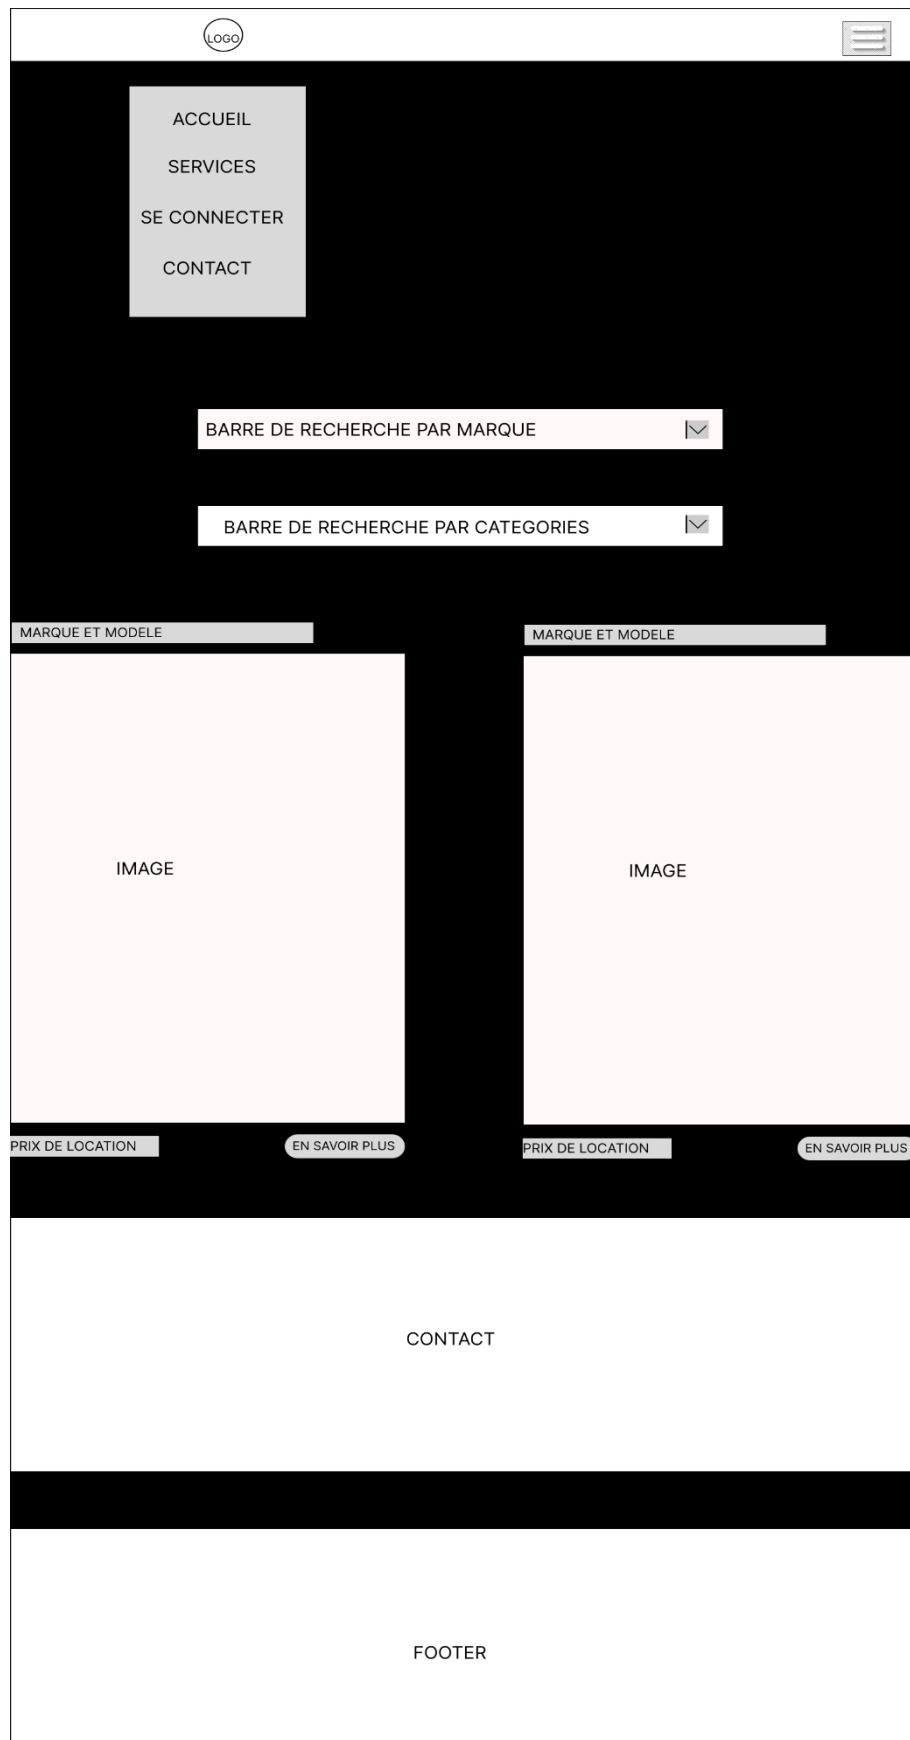 LOGO
ACCUEIL
SERVICES
SE CONNECTER
CONTACT
BARRE DE RECHERCHE PAR MARQUE
BARRE DE RECHERCHE PAR CATEGORIES
MARQUE ET MODELE
MARQUE ET MODELE
IMAGE
IMAGE
PRIX DE LOCATION
EN SAVOIR PLUS
PRIX DE LOCATION
EN SAVOIR PLUS
CONTACT
FOOTER